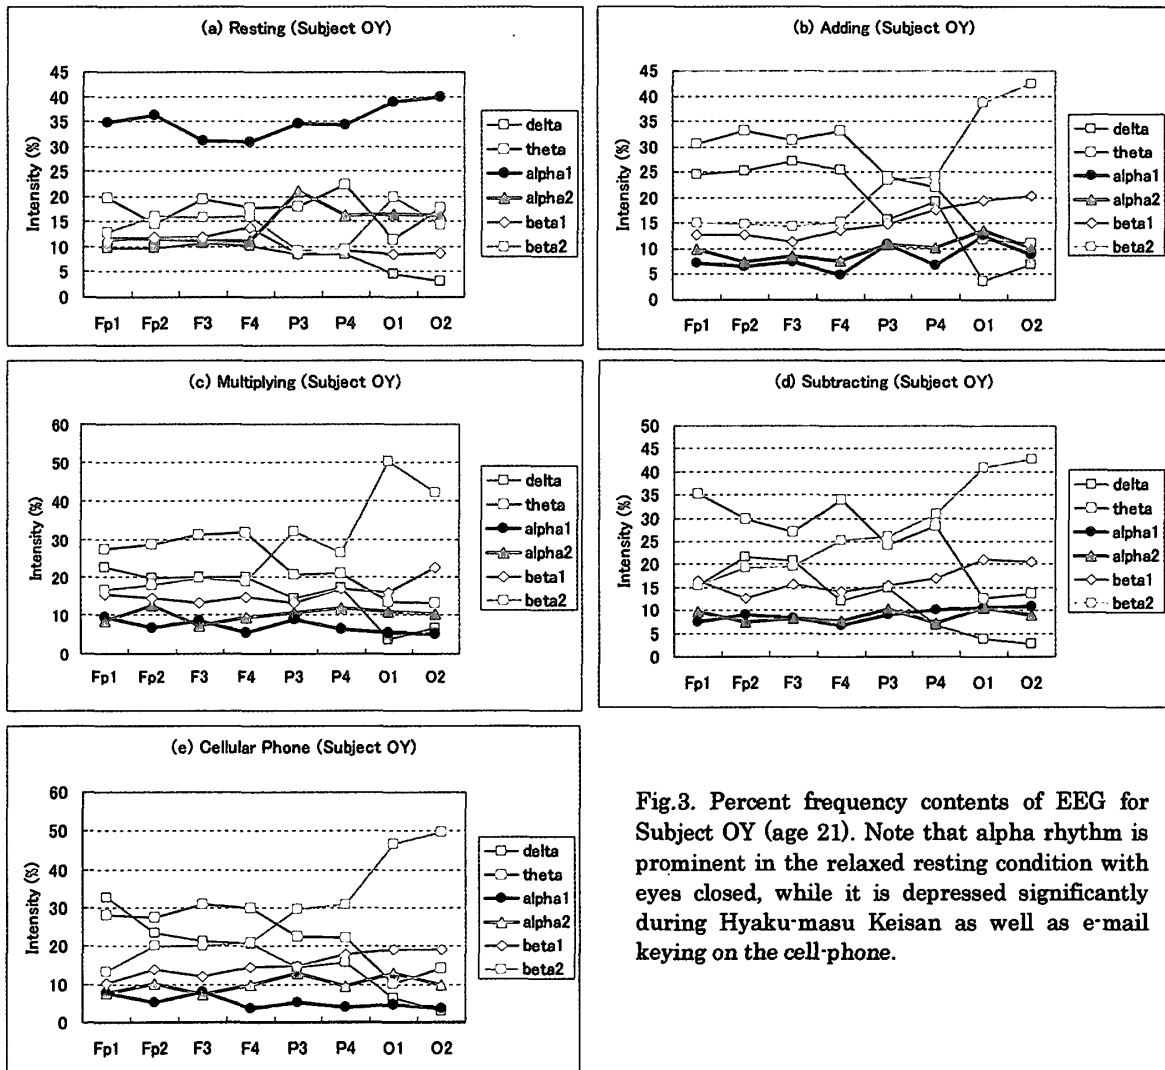 (a) Resting (Subject OY)
45
40
35
30
25
20
15
10
5
0
Intensity (%)
Fp1 Fp2 F3 F4 P3 P4 O1 O2
delta
theta
alpha1
alpha2
beta1
beta2
(b) Adding (Subject OY)
45
40
35
30
25
20
15
10
5
0
Intensity (%)
Fp1 Fp2 F3 F4 P3 P4 O1 O2
delta
theta
alpha1
alpha2
beta1
beta2
(c) Multiplying (Subject OY)
60
50
40
30
20
10
0
Intensity (%)
Fp1 Fp2 F3 F4 P3 P4 O1 O2
delta
theta
alpha1
alpha2
beta1
beta2
(d) Subtracting (Subject OY)
50
45
40
35
30
25
20
15
10
5
0
Intensity (%)
Fp1 Fp2 F3 F4 P3 P4 O1 O2
delta
theta
alpha1
alpha2
beta1
beta2
(e) Cellular Phone (Subject OY)
60
50
40
30
20
10
0
Intensity (%)
Fp1 Fp2 F3 F4 P3 P4 O1 O2
delta
theta
alpha1
alpha2
beta1
beta2
Fig.3. Percent frequency contents of EEG for
Subject OY (age 21). Note that alpha rhythm is
prominent in the relaxed resting condition with
eyes closed, while it is depressed significantly
during Hyaku-masu Keisan as well as e-mail
keying on the cell-phone.